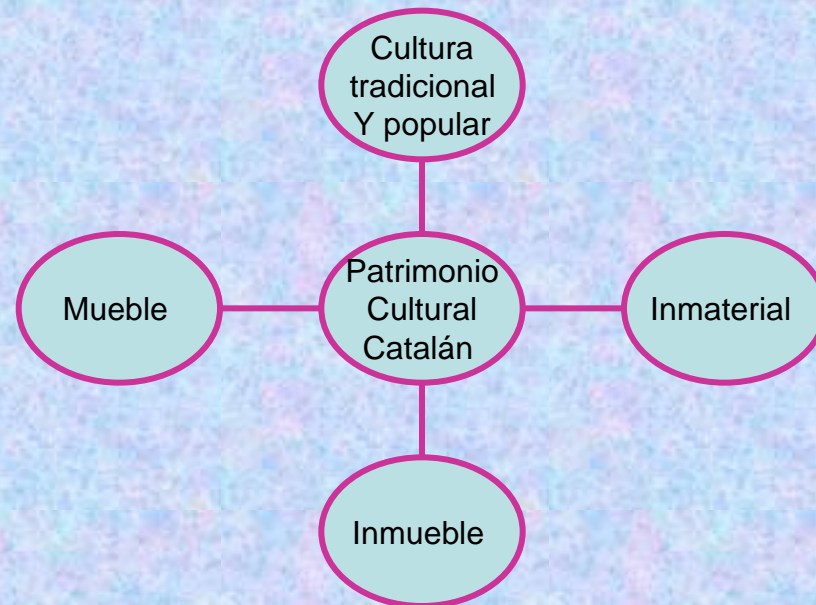 Cultura
tradicional
Y popular
Mueble
Patrimonio
Cultural
Catalán
Inmaterial
Inmueble